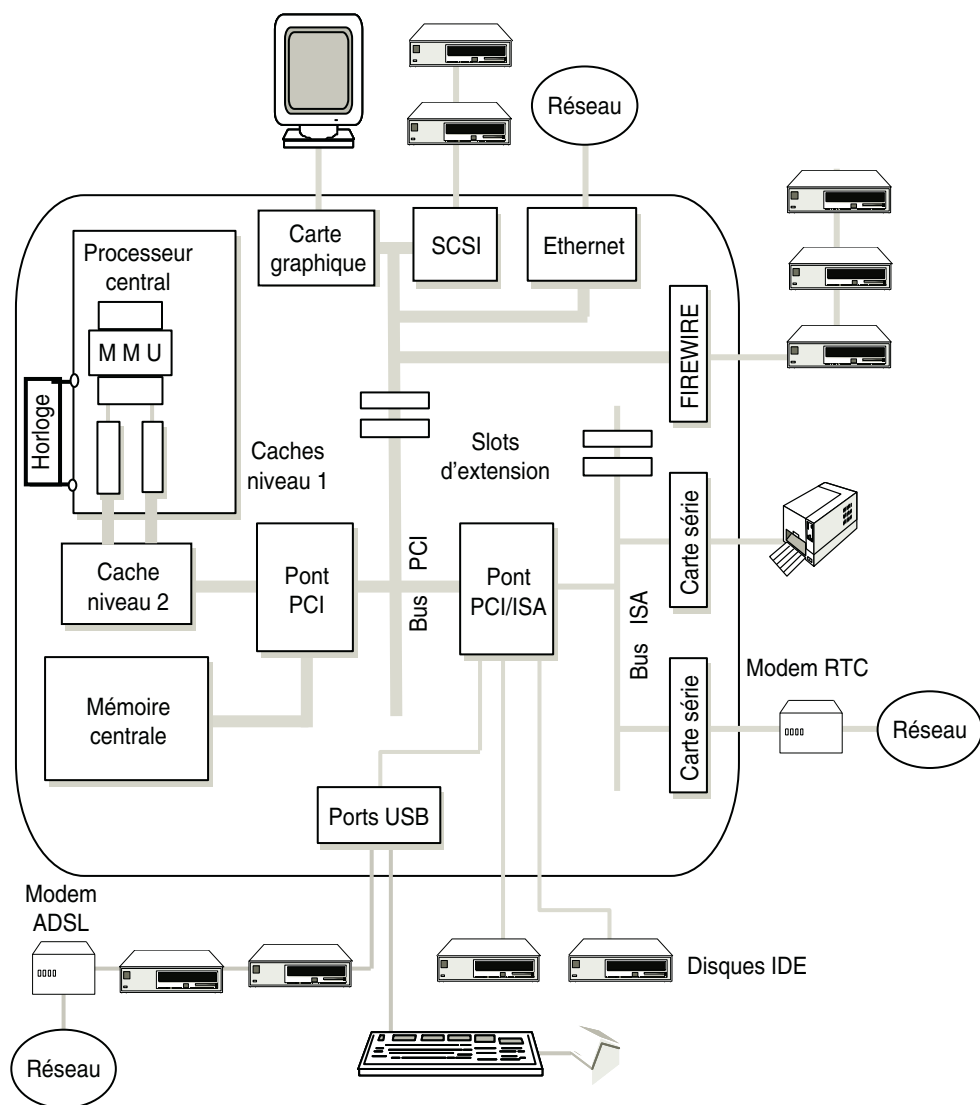 Réseau
Carte
graphique
SCSI
Ethernet
Processeur
central
M M U
Horloge
FIREWIRE
Caches
niveau 1
Slots
d'extension
Cache
niveau 2
Pont
PCI
Bus PCI
Pont
PCI/ISA
Bus ISA
Carte série
Mémoire
centrale
Carte série
Modem RTC
Réseau
Ports USB
Modem
ADSL
Disques IDE
Réseau